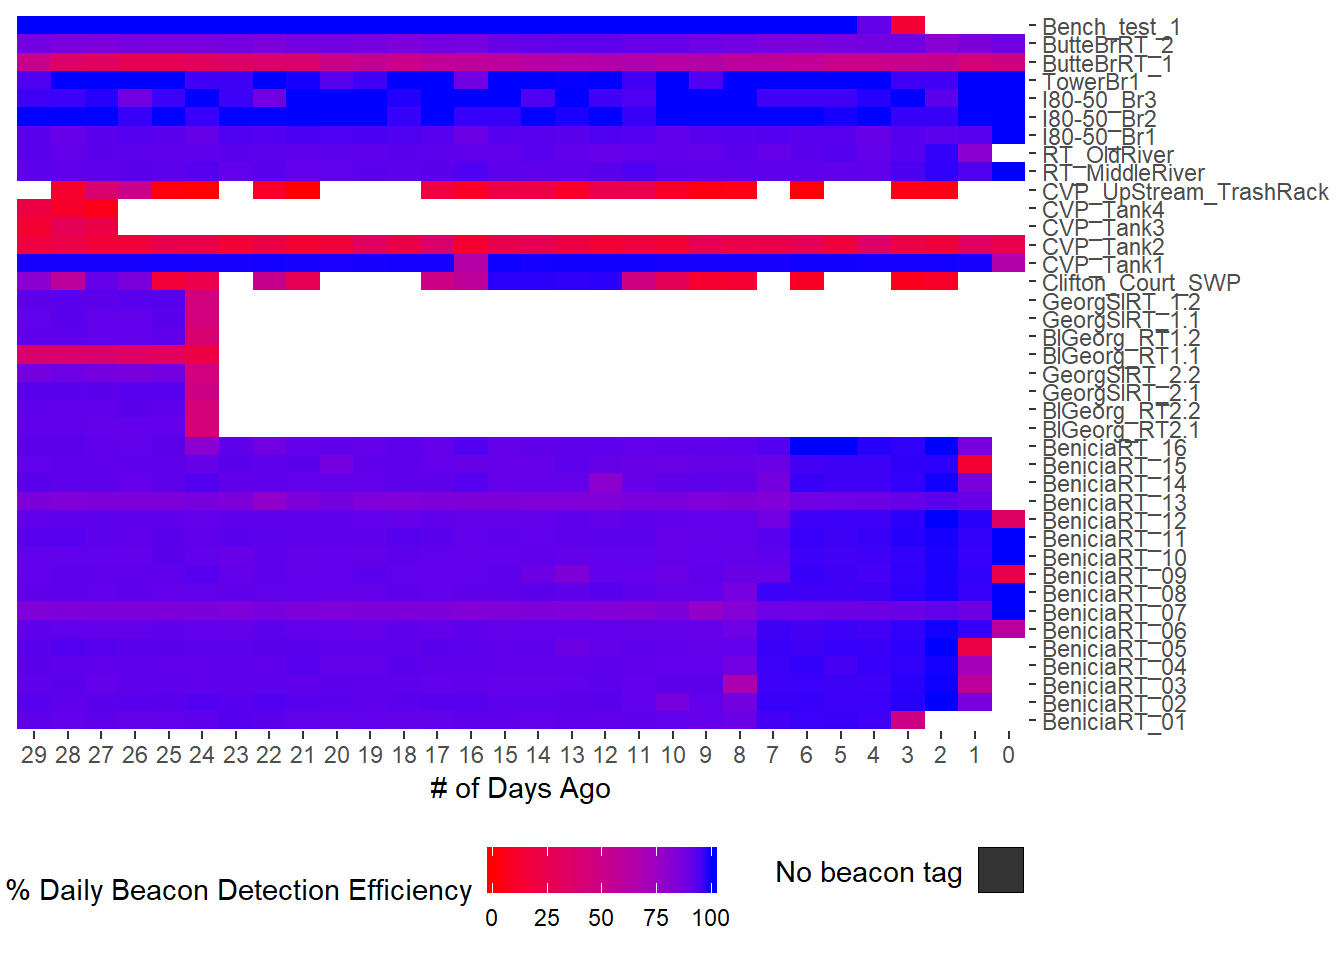 Bench_test_1
ButteBrRT_2
ButteBrRT_1
TowerBr1
I80-50_Br3
I80-50_Br2
I80-50_Br1
RT_OldRiver
RT_MiddleRiver
CVP_UpStream_TrashRack
CVP_Tank4
CVP_Tank3
CVP_Tank2
CVP_Tank1
Clifton_Court_SWP
GeorgSlRT_1.2
GeorgSlRT_1.1
BlGeorg_RT1.2
BlGeorg_RT1.1
GeorgSlRT_2.2
GeorgSlRT_2.1
BlGeorg_RT2.2
BlGeorg_RT2.1
BeniciaRT_16
BeniciaRT_15
BeniciaRT_14
BeniciaRT_13
BeniciaRT_12
BeniciaRT_11
BeniciaRT_10
BeniciaRT_09
BeniciaRT_08
BeniciaRT_07
BeniciaRT_06
BeniciaRT_05
BeniciaRT_04
BeniciaRT_03
BeniciaRT_02
BeniciaRT_01
29 28 27 26 25 24 23 22 21 20 19 18 17 16 15 14 13 12 11 10 9 8 7 6 5 4 3 2 1 0
# of Days Ago
% Daily Beacon Detection Efficiency
0 25 50 75 100
No beacon tag